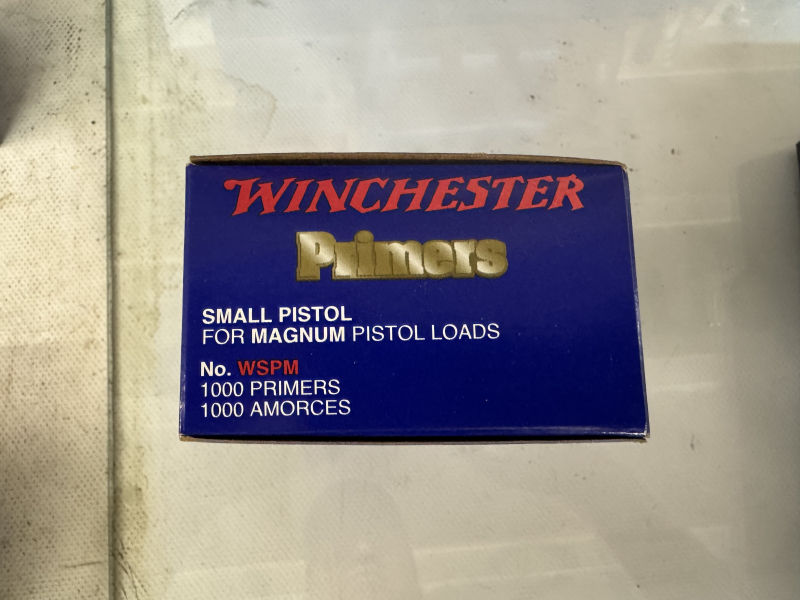 WINCHESTER
Primers
SMALL PISTOL
FOR MAGNUM PISTOL LOADS
No. WSPM
1000 PRIMERS
1000 AMORCES